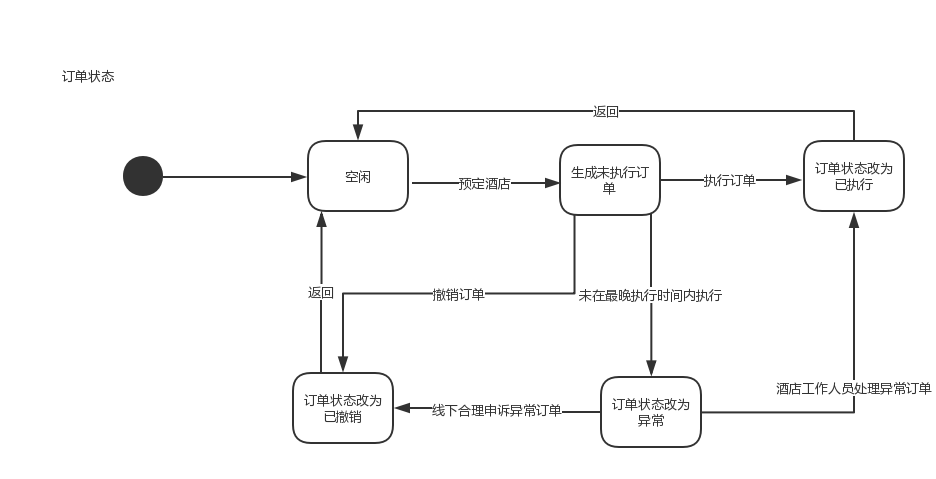 订单状态
返回
空闲
预定酒店
生成未执行订
单
执行订单
订单状态改为
已执行
返回
撤销订单
未在最晚执行时间内执行
酒店工作人员处理异常订单
订单状态改为
已撤销
线下合理申诉异常订单
订单状态改为
异常